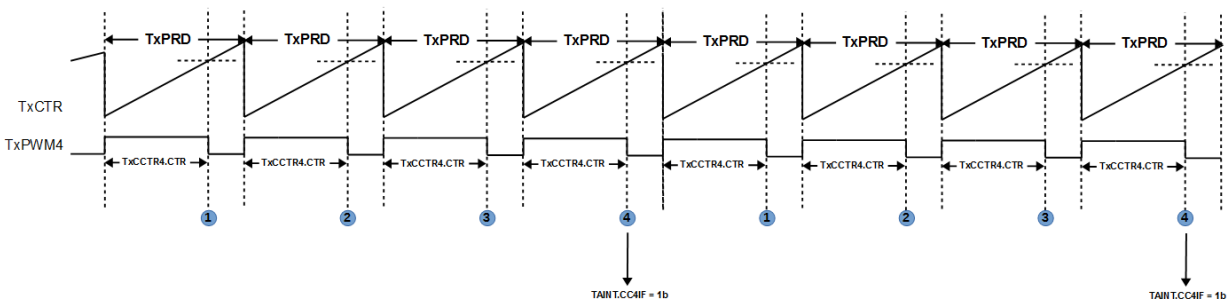 TxPRD TxPRD TxPRD TxPRD TxPRD TxPRD TxPRD TxPRD
TxCTR
TxPWM4
TxCCTR4.CTR TxCCTR4.CTR TxCCTR4.CTR TxCCTR4.CTR TxCCTR4.CTR TxCCTR4.CTR TxCCTR4.CTR TxCCTR4.CTR
1 2 3 4 1 2 3 4
TAINT.CC4IF = 1b TAINT.CC4IF = 1b